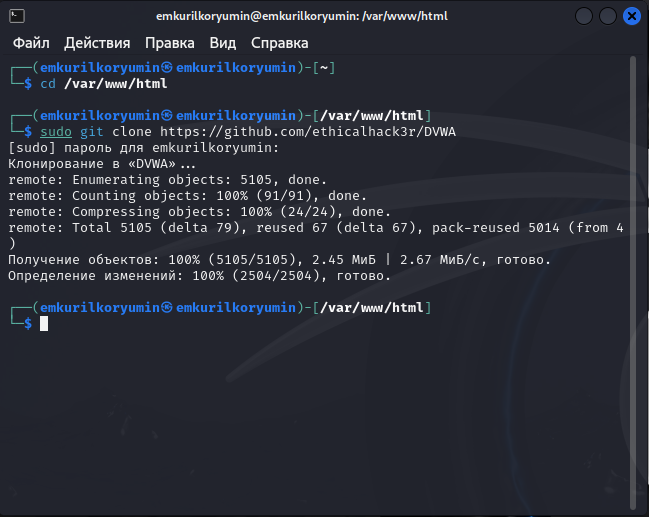 emkurilkoryumin@emkurilkoryumin: /var/www/html
Файл Действия Правка Вид Справка
┌──(emkurilkoryumin㉿emkurilkoryumin)-[~]
└─$ cd /var/www/html
┌──(emkurilkoryumin㉿emkurilkoryumin)-[/var/www/html]
└─$ sudo git clone https://github.com/ethicalhack3r/DVWA
[sudo] пароль для emkurilkoryumin:
Клонирование в «DVWA»...
remote: Enumerating objects: 5105, done.
remote: Counting objects: 100% (91/91), done.
remote: Compressing objects: 100% (24/24), done.
remote: Total 5105 (delta 79), reused 67 (delta 67), pack-reused 5014 (from 4
)
Получение объектов: 100% (5105/5105), 2.45 МиБ | 2.67 МиБ/с, готово.
Определение изменений: 100% (2504/2504), готово.
┌──(emkurilkoryumin㉿emkurilkoryumin)-[/var/www/html]
└─$